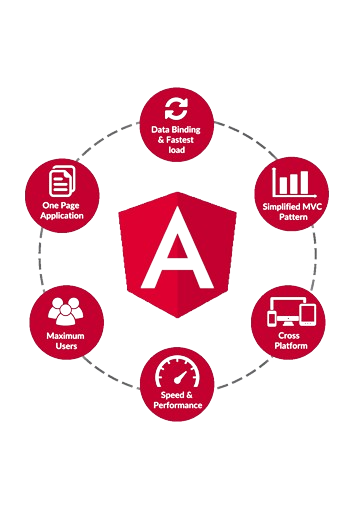 Data Binding
& Fastest
load
One Page
Application
Simplified MVC
Pattern
A
Maximum
Users
Cross
Platform
Speed &
Performance